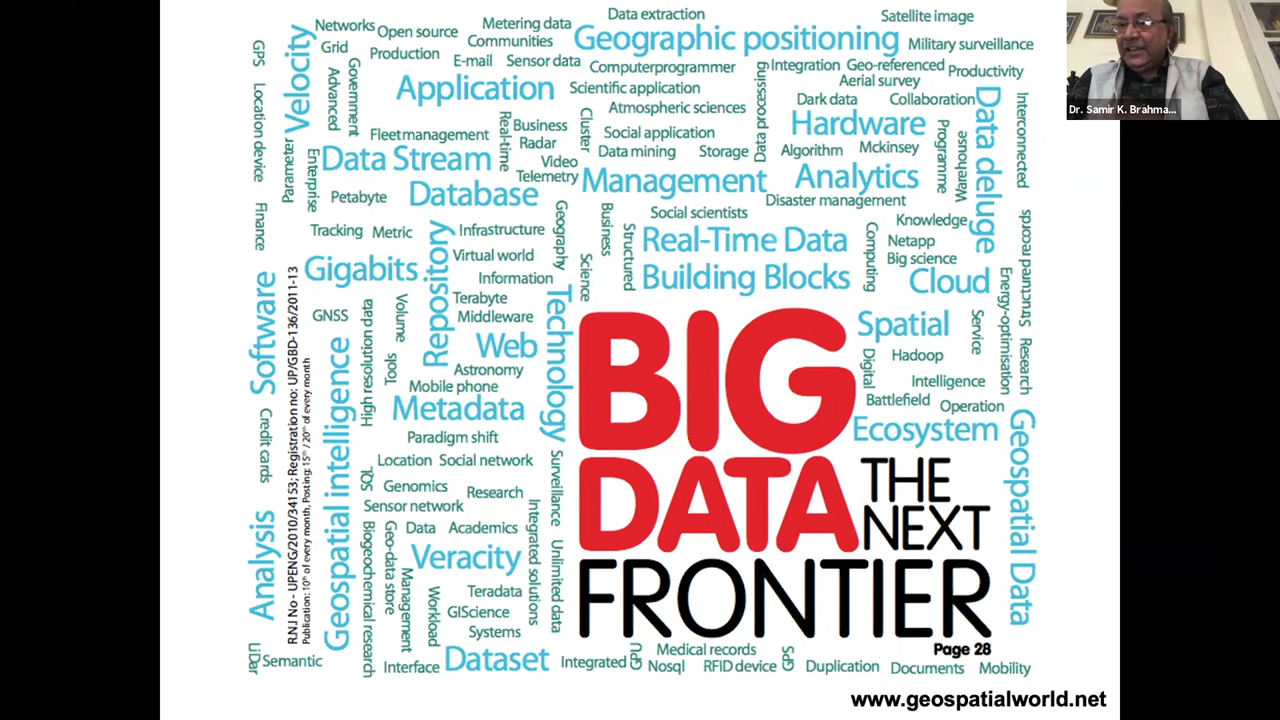 Data extraction
Satellite image
Networks
Metering data
Open source
Communities
Geographic positioning
Military surveillance
GPS
Velocity
Grid
Production
E-mail
Sensor data
Computerprogrammer
Integration
Geo-referenced
Productivity
Aerial survey
Government
Advanced
Application
Scientific application
Data processing
Dark data
Collaboration
Dr. Samir K. Brahma...
Location device
Atmospheric sciences
Interconnected
Fleet management
Real-time
Business
Cluster
Social application
Hardware
Data deluge
Parameter
Radar
Programme
Warehouse
Enterprise
Data Stream
Video
Data mining
Storage
Algorithm
Mckinsey
Telemetry
Management
Analytics
Petabyte
Database
Disaster management
Finance
Geography
Business
Social scientists
Knowledge
Tracking
Metric
Infrastructure
Structured
Real-Time Data
Computing
Netapp
Structured records
Repository
Virtual world
Science
Big science
Gigabits
Information
Building Blocks
Cloud
Energy-optimisation
Software
Terabyte
Technology
GNSS
High resolution data
Volume
Middleware
BIG
Spatial
Service
Research
Geospatial intelligence
Tools
Web
Digital
Hadoop
Astronomy
Intelligence
Mobile phone
Battlefield
Operation
Credit cards
Metadata
Ecosystem
Geospatial Data
Paradigm shift
Location
Social network
Surveillance
DATA
THE
SQL
Genomics
Research
Sensor network
Integrated solutions
NEXT
Analysis
Biogeochemical research
Geo-data store
Data
Academics
Unlimited data
Veracity
FRONTIER
Management
Workload
Teradata
GIScience
Systems
RNJ No - UPENG/2010/34153; Registration no: UP/GBD-136/2011-13
Publication: 10th of every month, Posting: 15th/ 20th of every month
LiDar
Semantic
Interface
Dataset
Integrated
GPU
Medical records
Page 28
Nosql
RFID device
GPS
Duplication
Documents
Mobility
www.geospatialworld.net